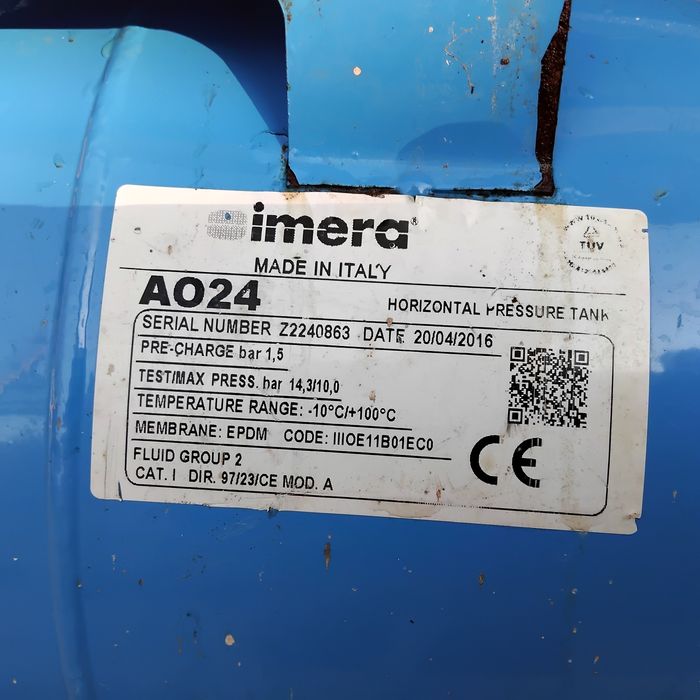 imera®
MADE IN ITALY
TÜV
AO24
HORIZONTAL PRESSURE TANK
SERIAL NUMBER Z2240863 DATE 20/04/2016
PRE-CHARGE bar 1,5
TEST/MAX PRESS. bar 14,3/10,0
TEMPERATURE RANGE: -10°C/+100°C
MEMBRANE: EPDM CODE: IIIOE11B01EC0
FLUID GROUP 2
CAT. I DIR. 97/23/CE MOD. A
CE